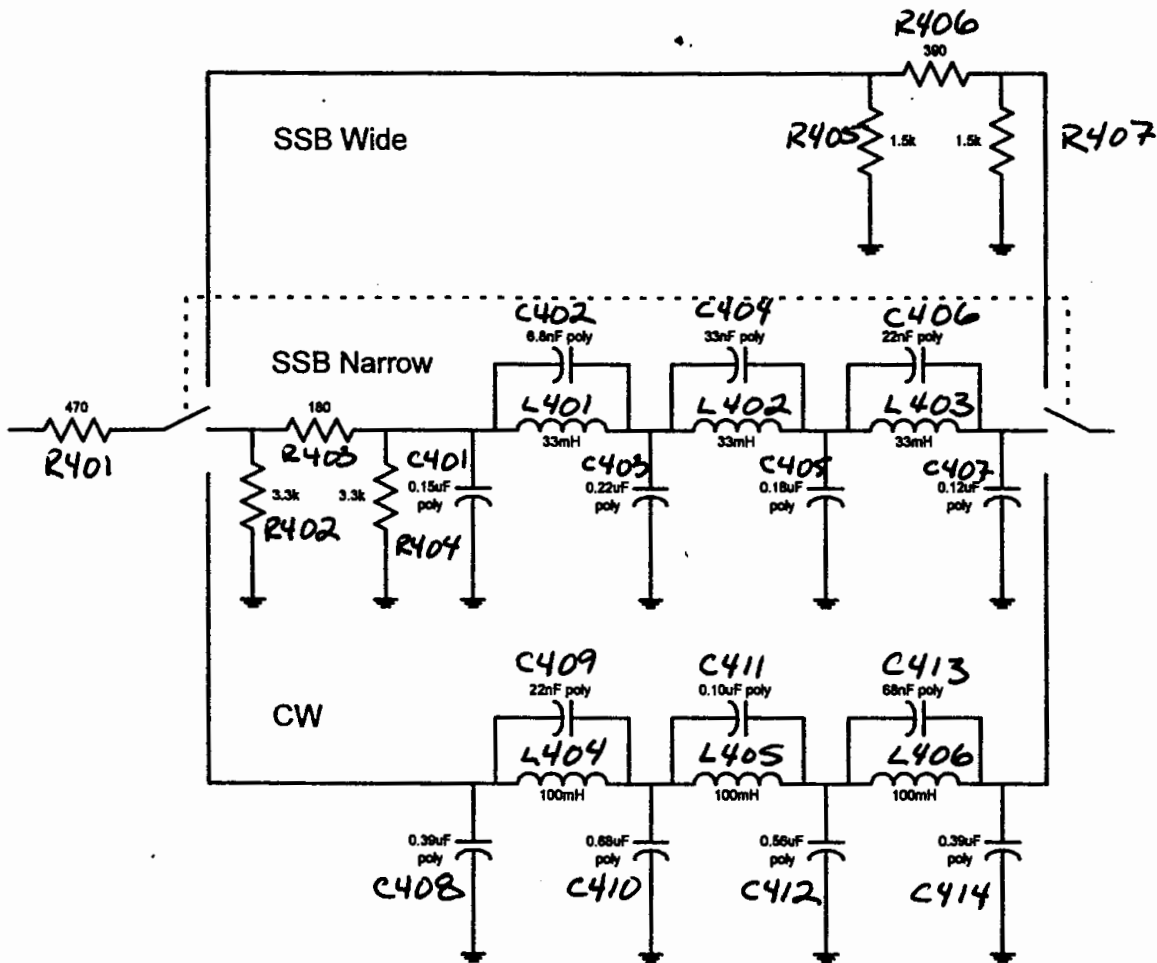 R406
390
SSB Wide
R405
1.5k
1.5k
R407
C402
6.8nF poly
C404
33nF poly
C406
22nF poly
SSB Narrow
470
R401
180
R403
L401
33mH
L402
33mH
L403
33mH
3.3k
R402
3.3k
R404
C401
0.15uF
poly
C403
0.22uF
poly
C405
0.18uF
poly
C407
0.12uF
poly
C409
22nF poly
C411
0.10uF poly
C413
68nF poly
CW
L404
100mH
L405
100mH
L406
100mH
0.39uF
poly
C408
0.68uF
poly
C410
0.56uF
poly
C412
0.39uF
poly
C414